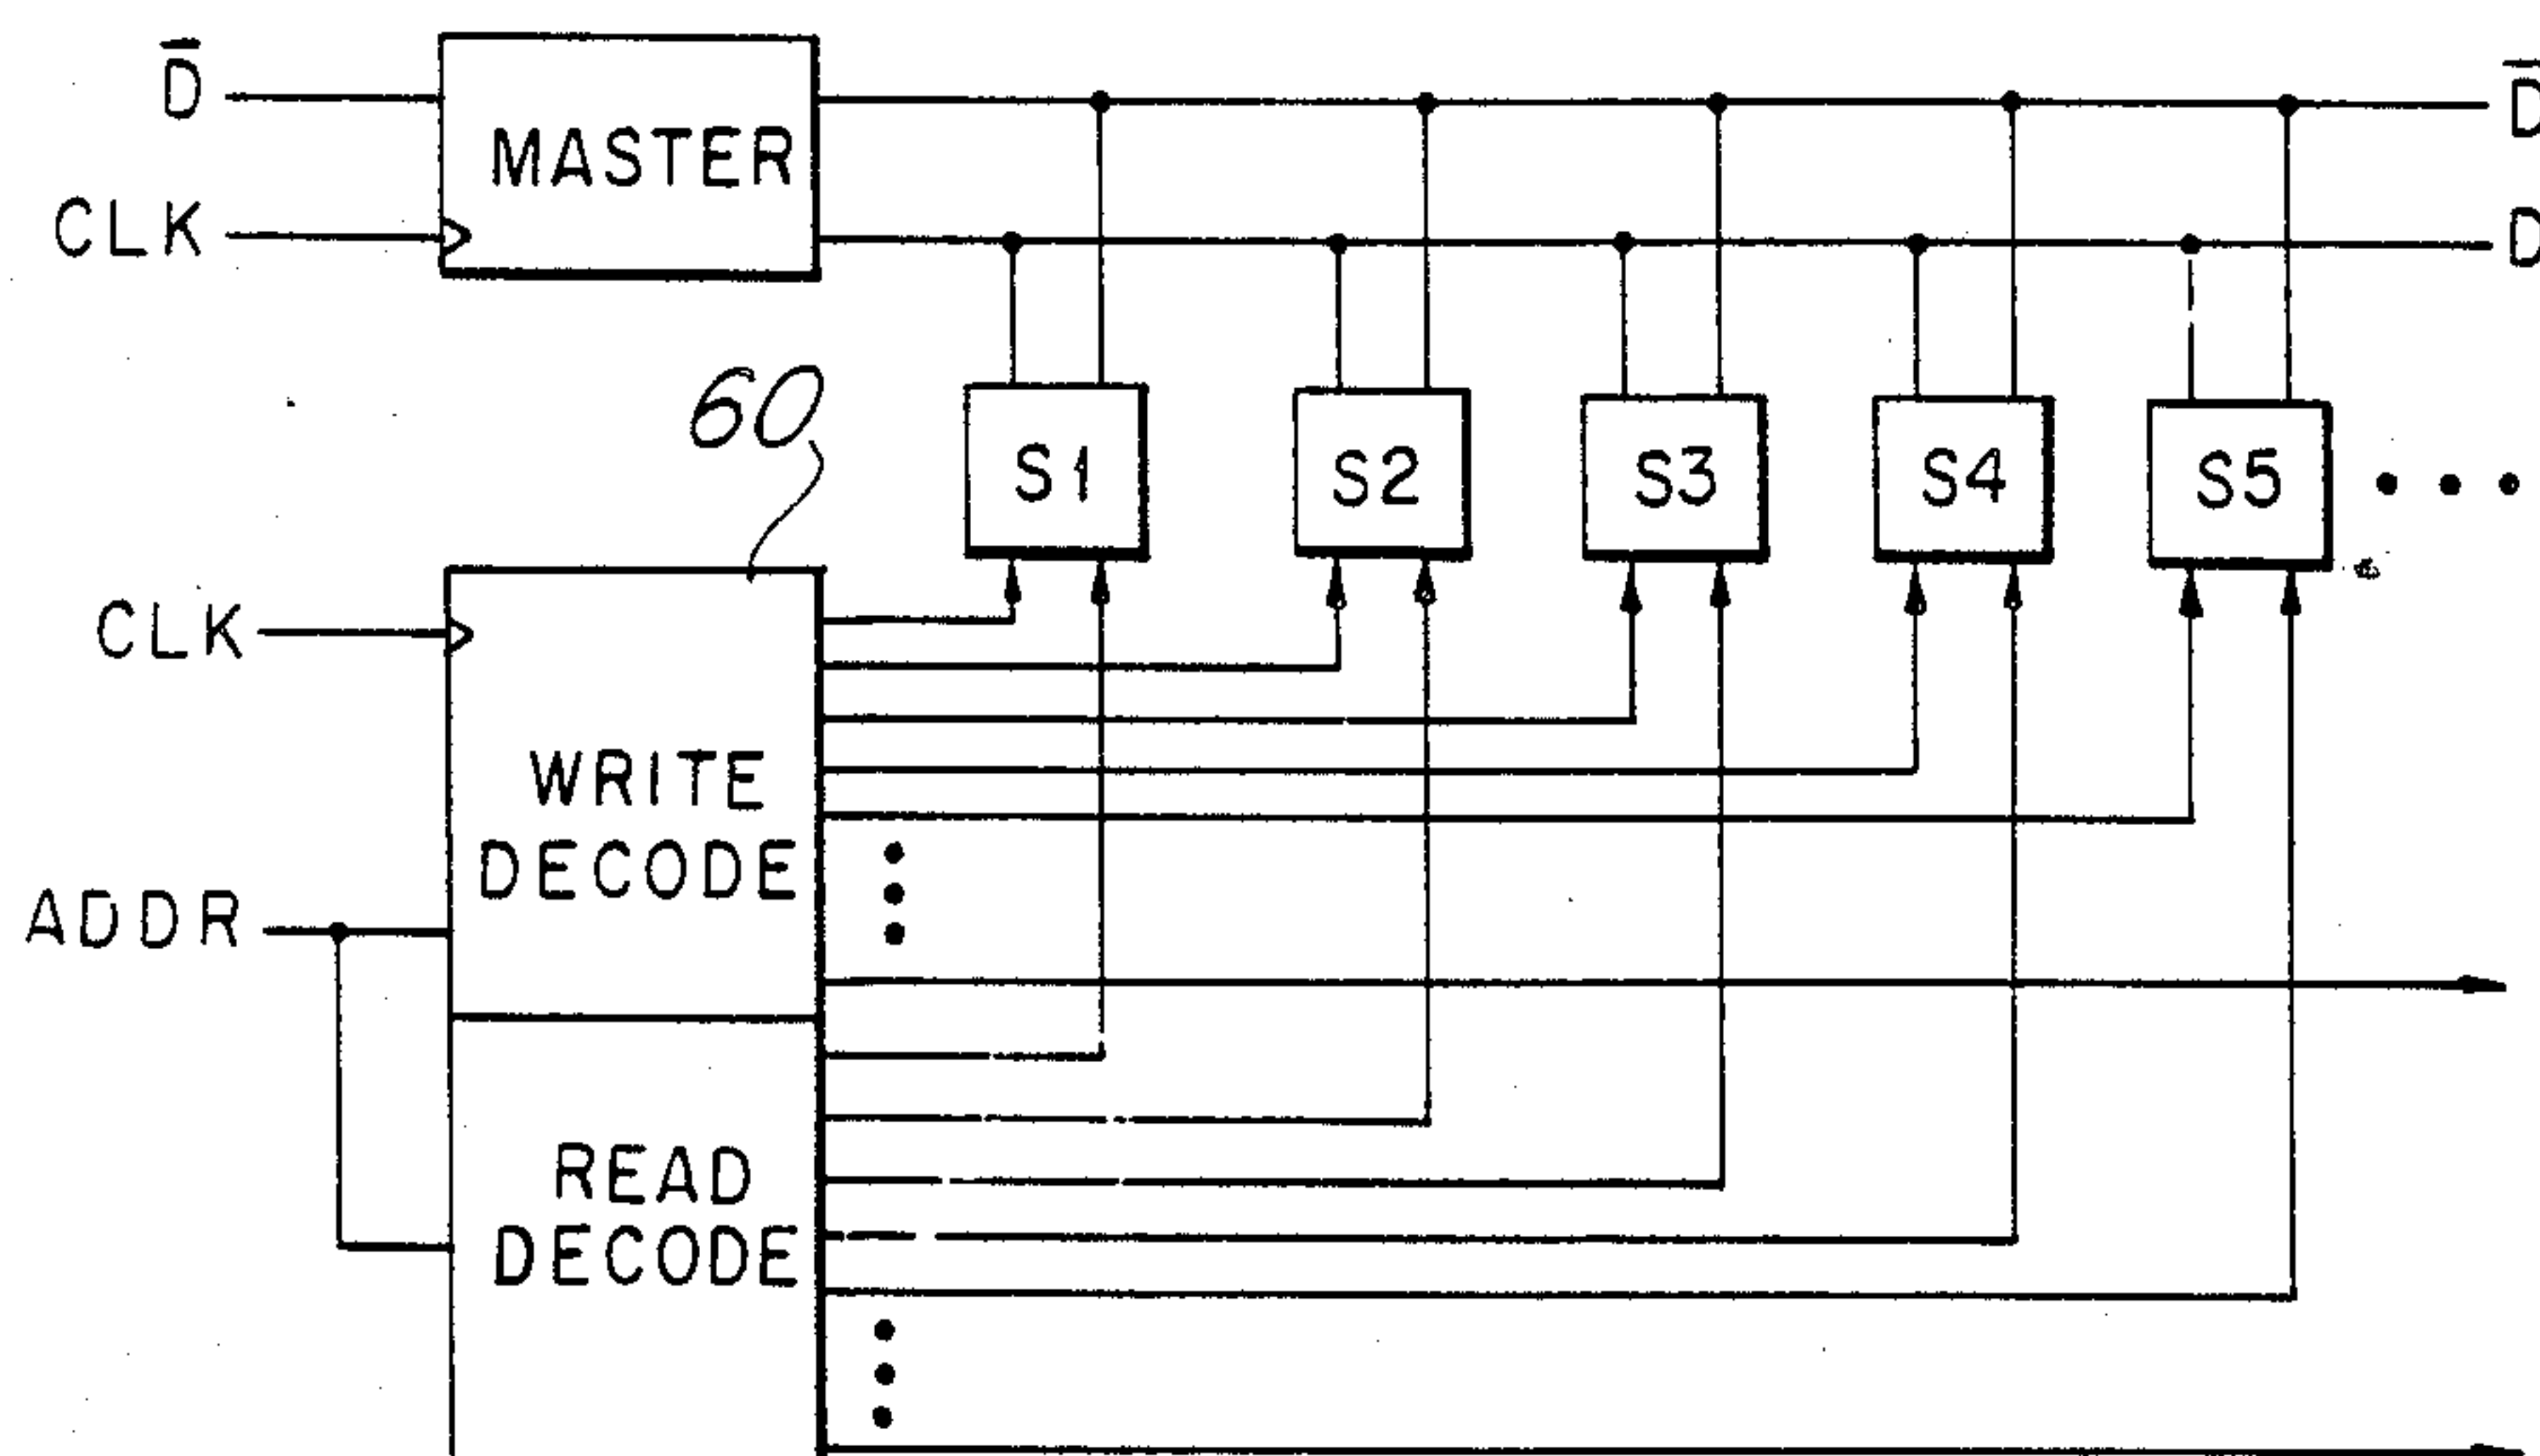 D̅
D̅
MASTER
CLK
D
60
S1
S2
S3
S4
S5
CLK
WRITE
DECODE
ADDR
READ
DECODE